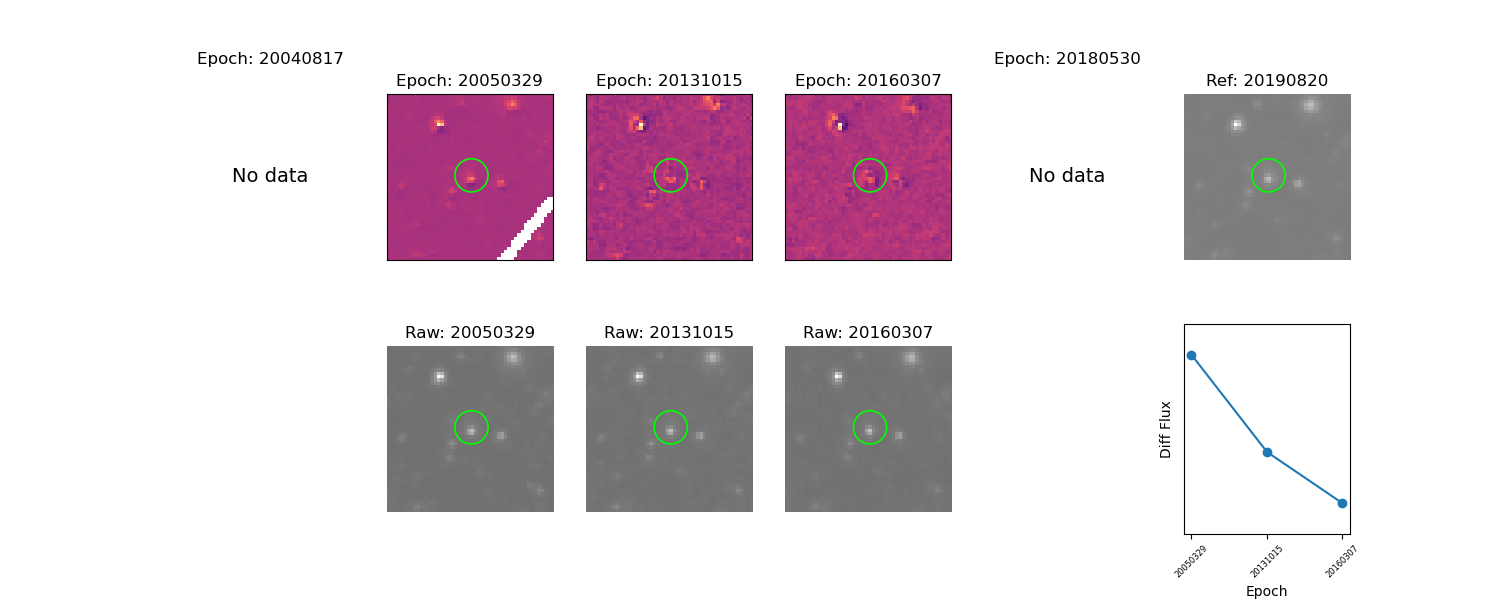 Epoch: 20040817
Epoch: 20050329
Epoch: 20131015
Epoch: 20160307
Epoch: 20180530
Ref: 20190820
No data
No data
Raw: 20050329
Raw: 20131015
Raw: 20160307
Diff Flux
20050329
20131015
20160307
Epoch